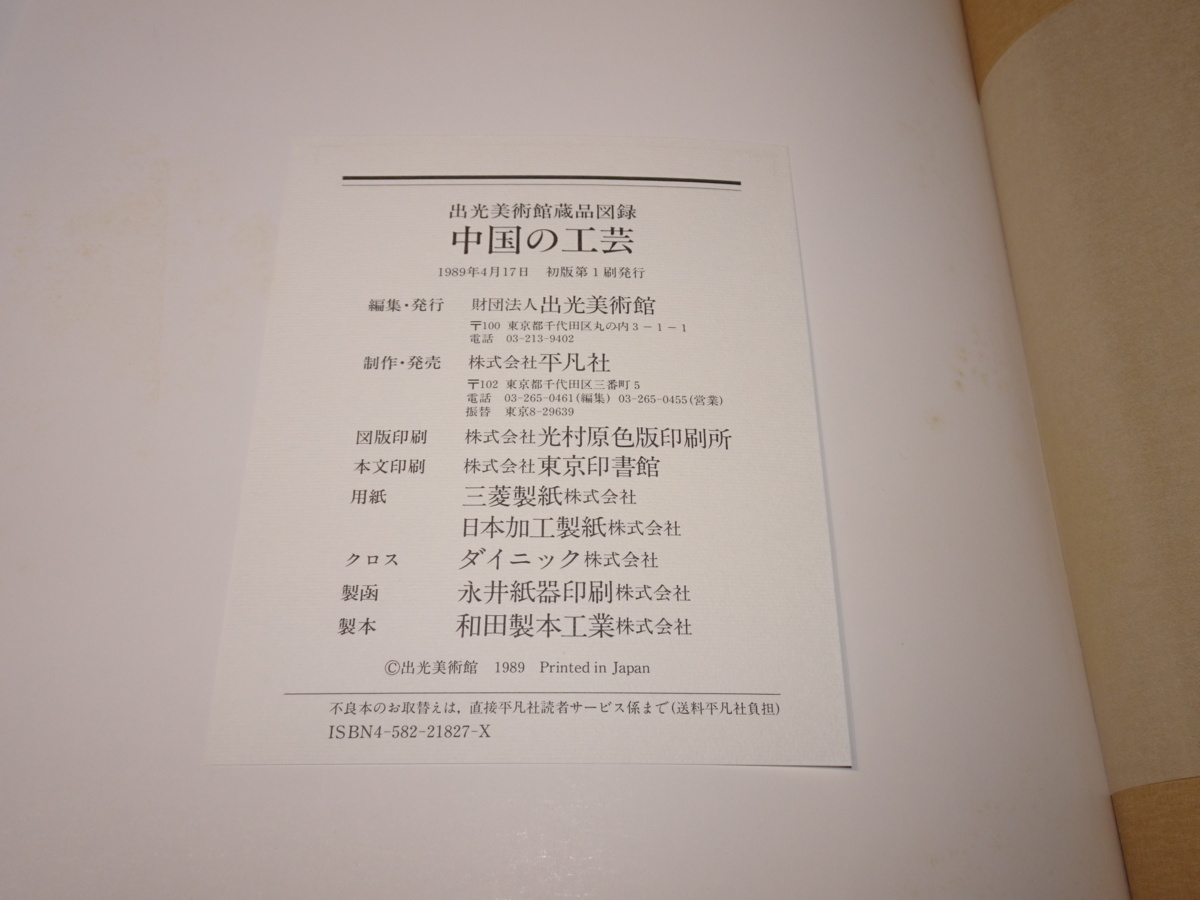 出光美術館蔵品図録
中国の工芸
1989年4月17日 初版第1刷発行
編集・発行 財団法人出光美術館
〒100 東京都千代田区丸の内3-1-1
電話 03-213-9402
制作・発売 株式会社平凡社
〒102 東京都千代田区三番町5
電話 03-265-0461(編集) 03-265-0455(営業)
振替 東京8-29639
図版印刷 株式会社光村原色版印刷所
本文印刷 株式会社東京印書館
用紙 三菱製紙株式会社
日本加工製紙株式会社
クロス ダイニック株式会社
製函 永井紙器印刷株式会社
製本 和田製本工業株式会社
©出光美術館 1989 Printed in Japan
不良本のお取替えは、直接平凡社読者サービス係まで(送料平凡社負担)
ISBN4-582-21827-X